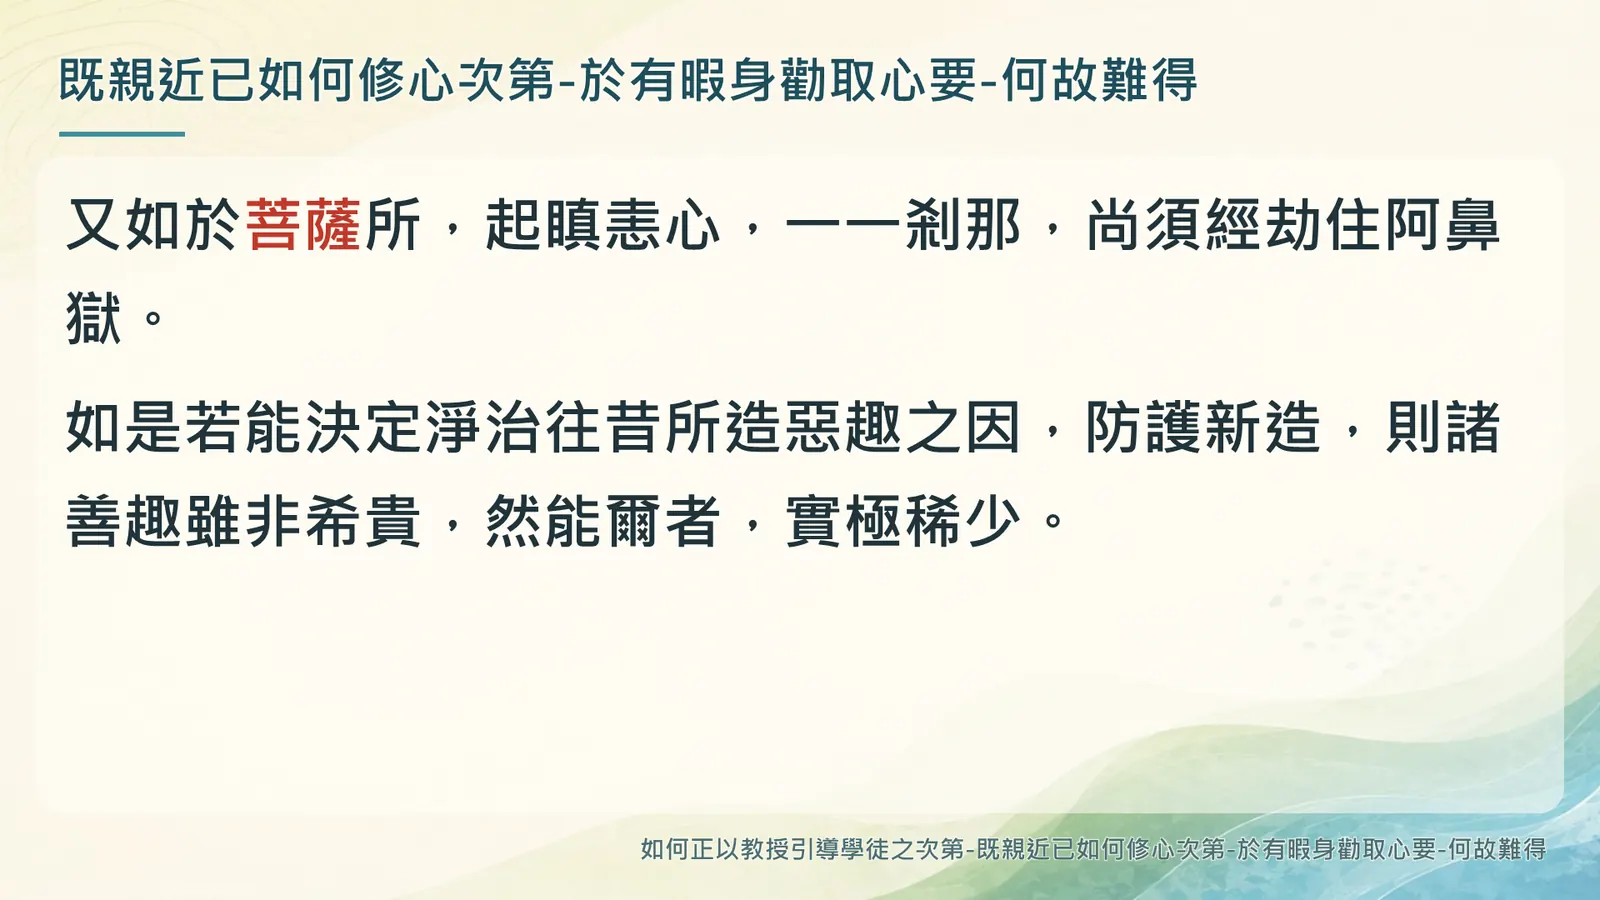 既親近已如何修心次第-於有暇身勸取心要-何故難得
又如於菩薩所，起瞋恚心，一一剎那，尚須經劫住阿鼻
獄。
如是若能決定淨治往昔所造惡趣之因，防護新造，則諸
善趣雖非希貴，然能爾者，實極稀少。
如何正以教授引導學徒之次第-既親近已如何修心次第-於有暇身勸取心要-何故難得